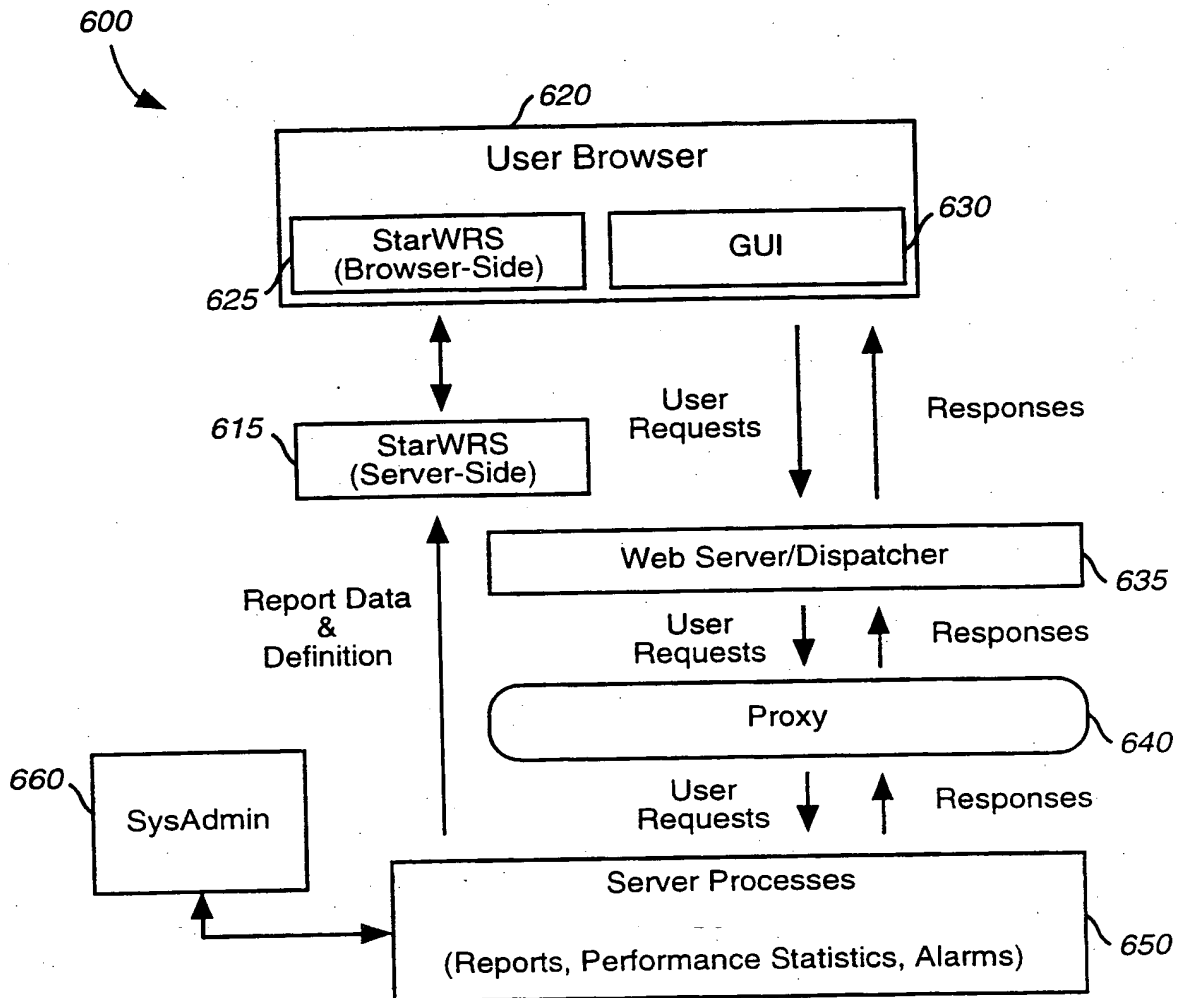 600
620
User Browser
StarWRS
(Browser-Side)
625
GUI
630
User
Requests
Responses
615
StarWRS
(Server-Side)
Web Server/Dispatcher
635
Report Data
&
Definition
User
Requests
Responses
Proxy
640
User
Requests
Responses
660
SysAdmin
Server Processes
(Reports, Performance Statistics, Alarms)
650